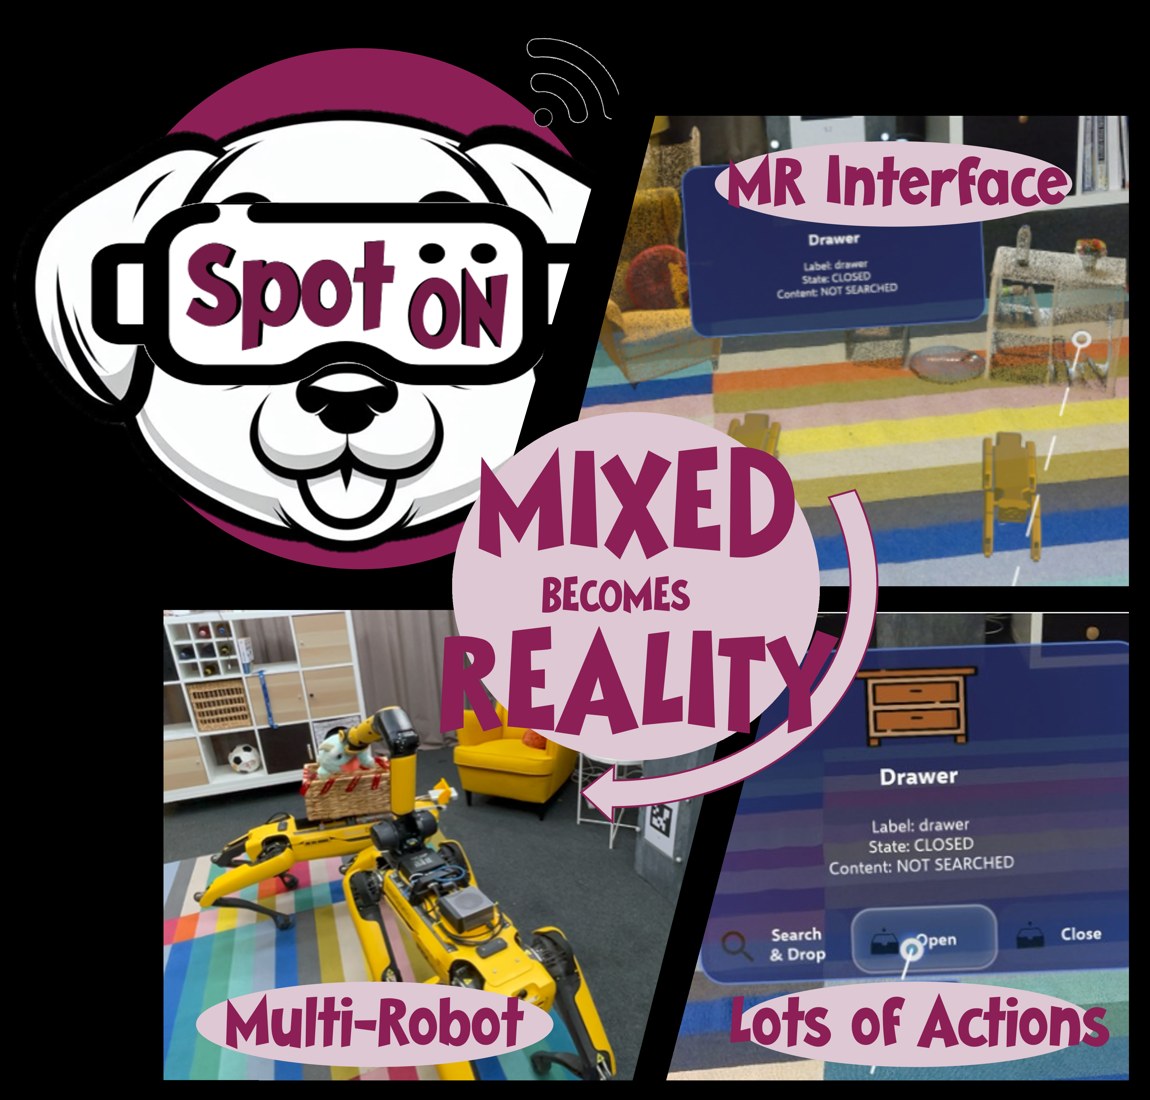 Spot
ON
MR Interface
Drawer
Label: drawer
State: CLOSED
Content: NOT SEARCHED
MIXED
BECOMES
REALITY
Drawer
Label: drawer
State: CLOSED
Content: NOT SEARCHED
Search
& Drop
Open
Close
Multi-Robot
Lots of Actions